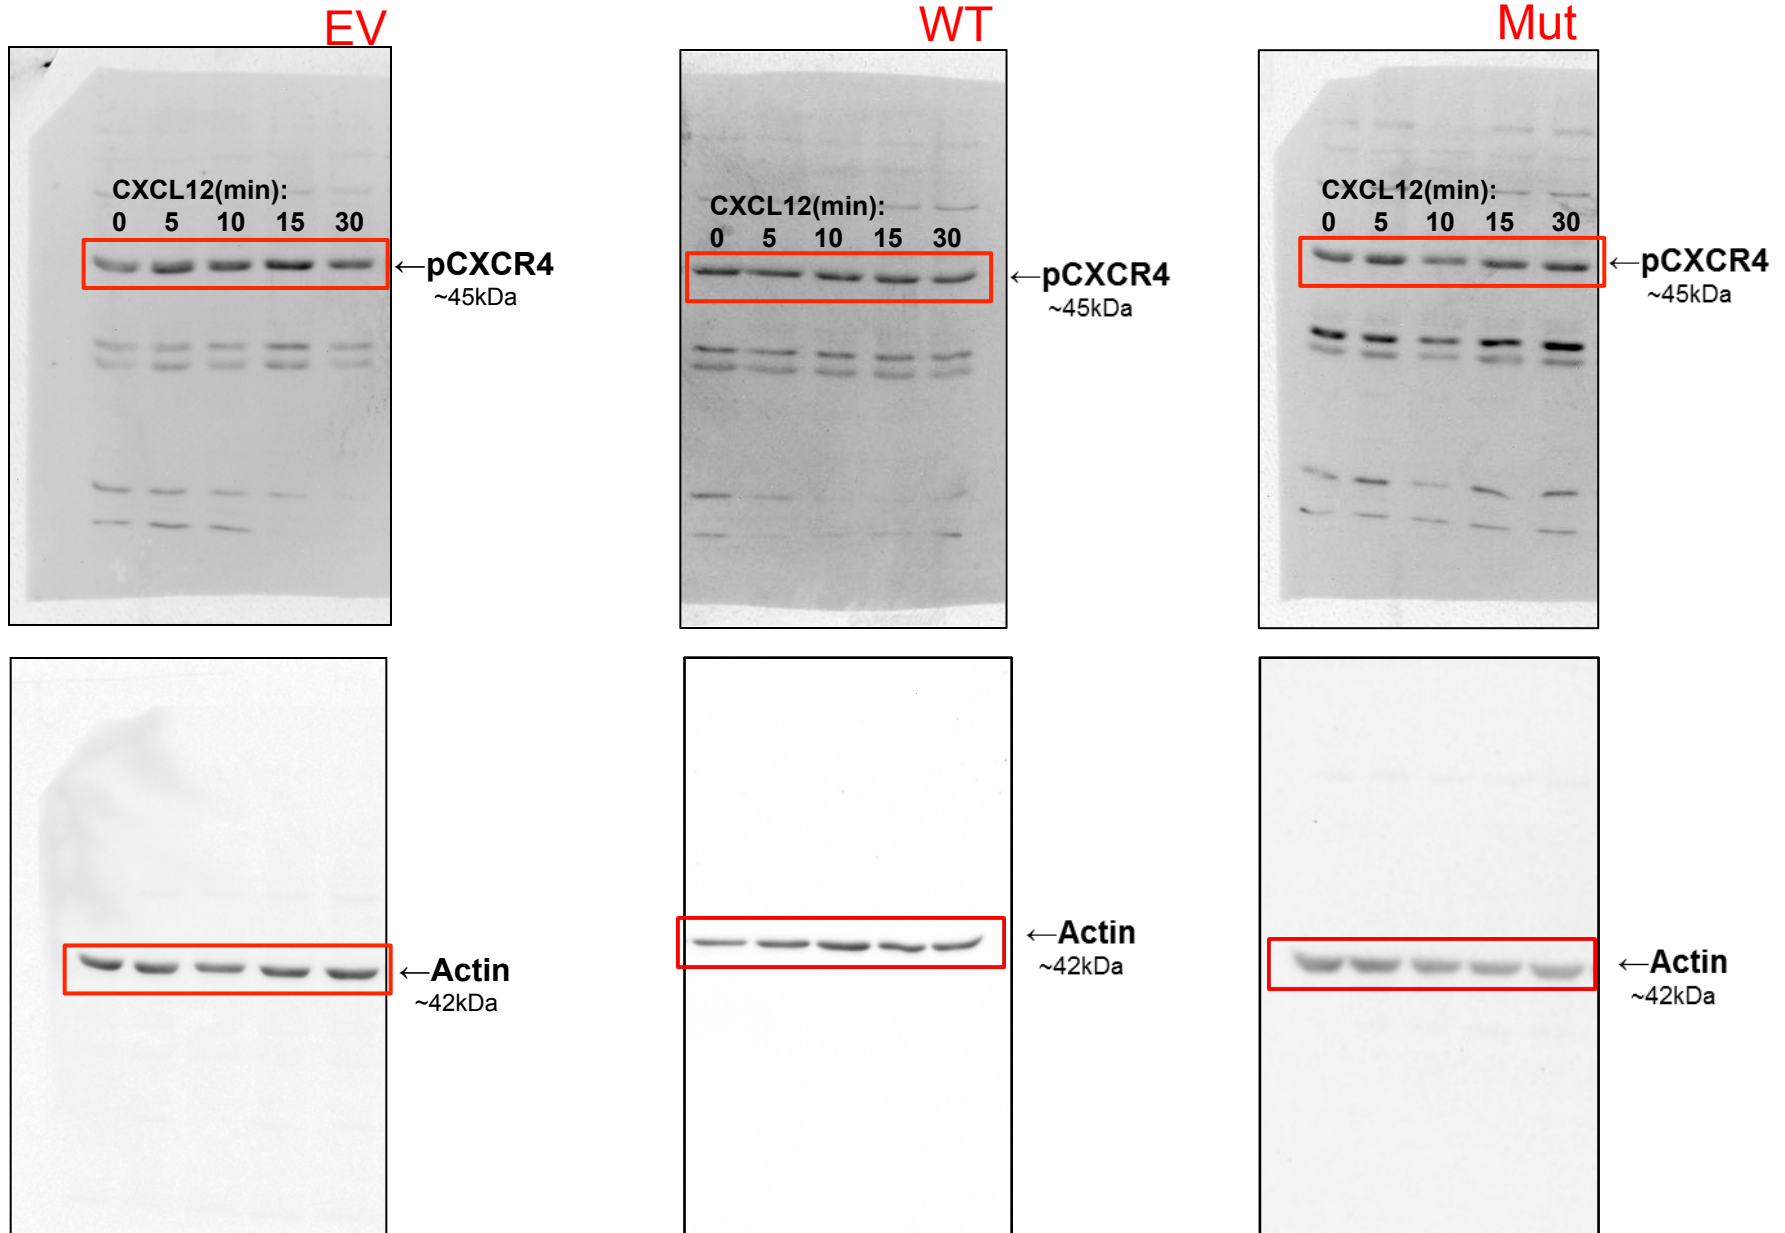 EV
WT
Mut
CXCL12(min):
0 5 10 15 30
←pCXCR4
~45kDa
CXCL12(min):
0 5 10 15 30
←pCXCR4
~45kDa
CXCL12(min):
0 5 10 15 30
←pCXCR4
~45kDa
←Actin
~42kDa
←Actin
~42kDa
←Actin
~42kDa